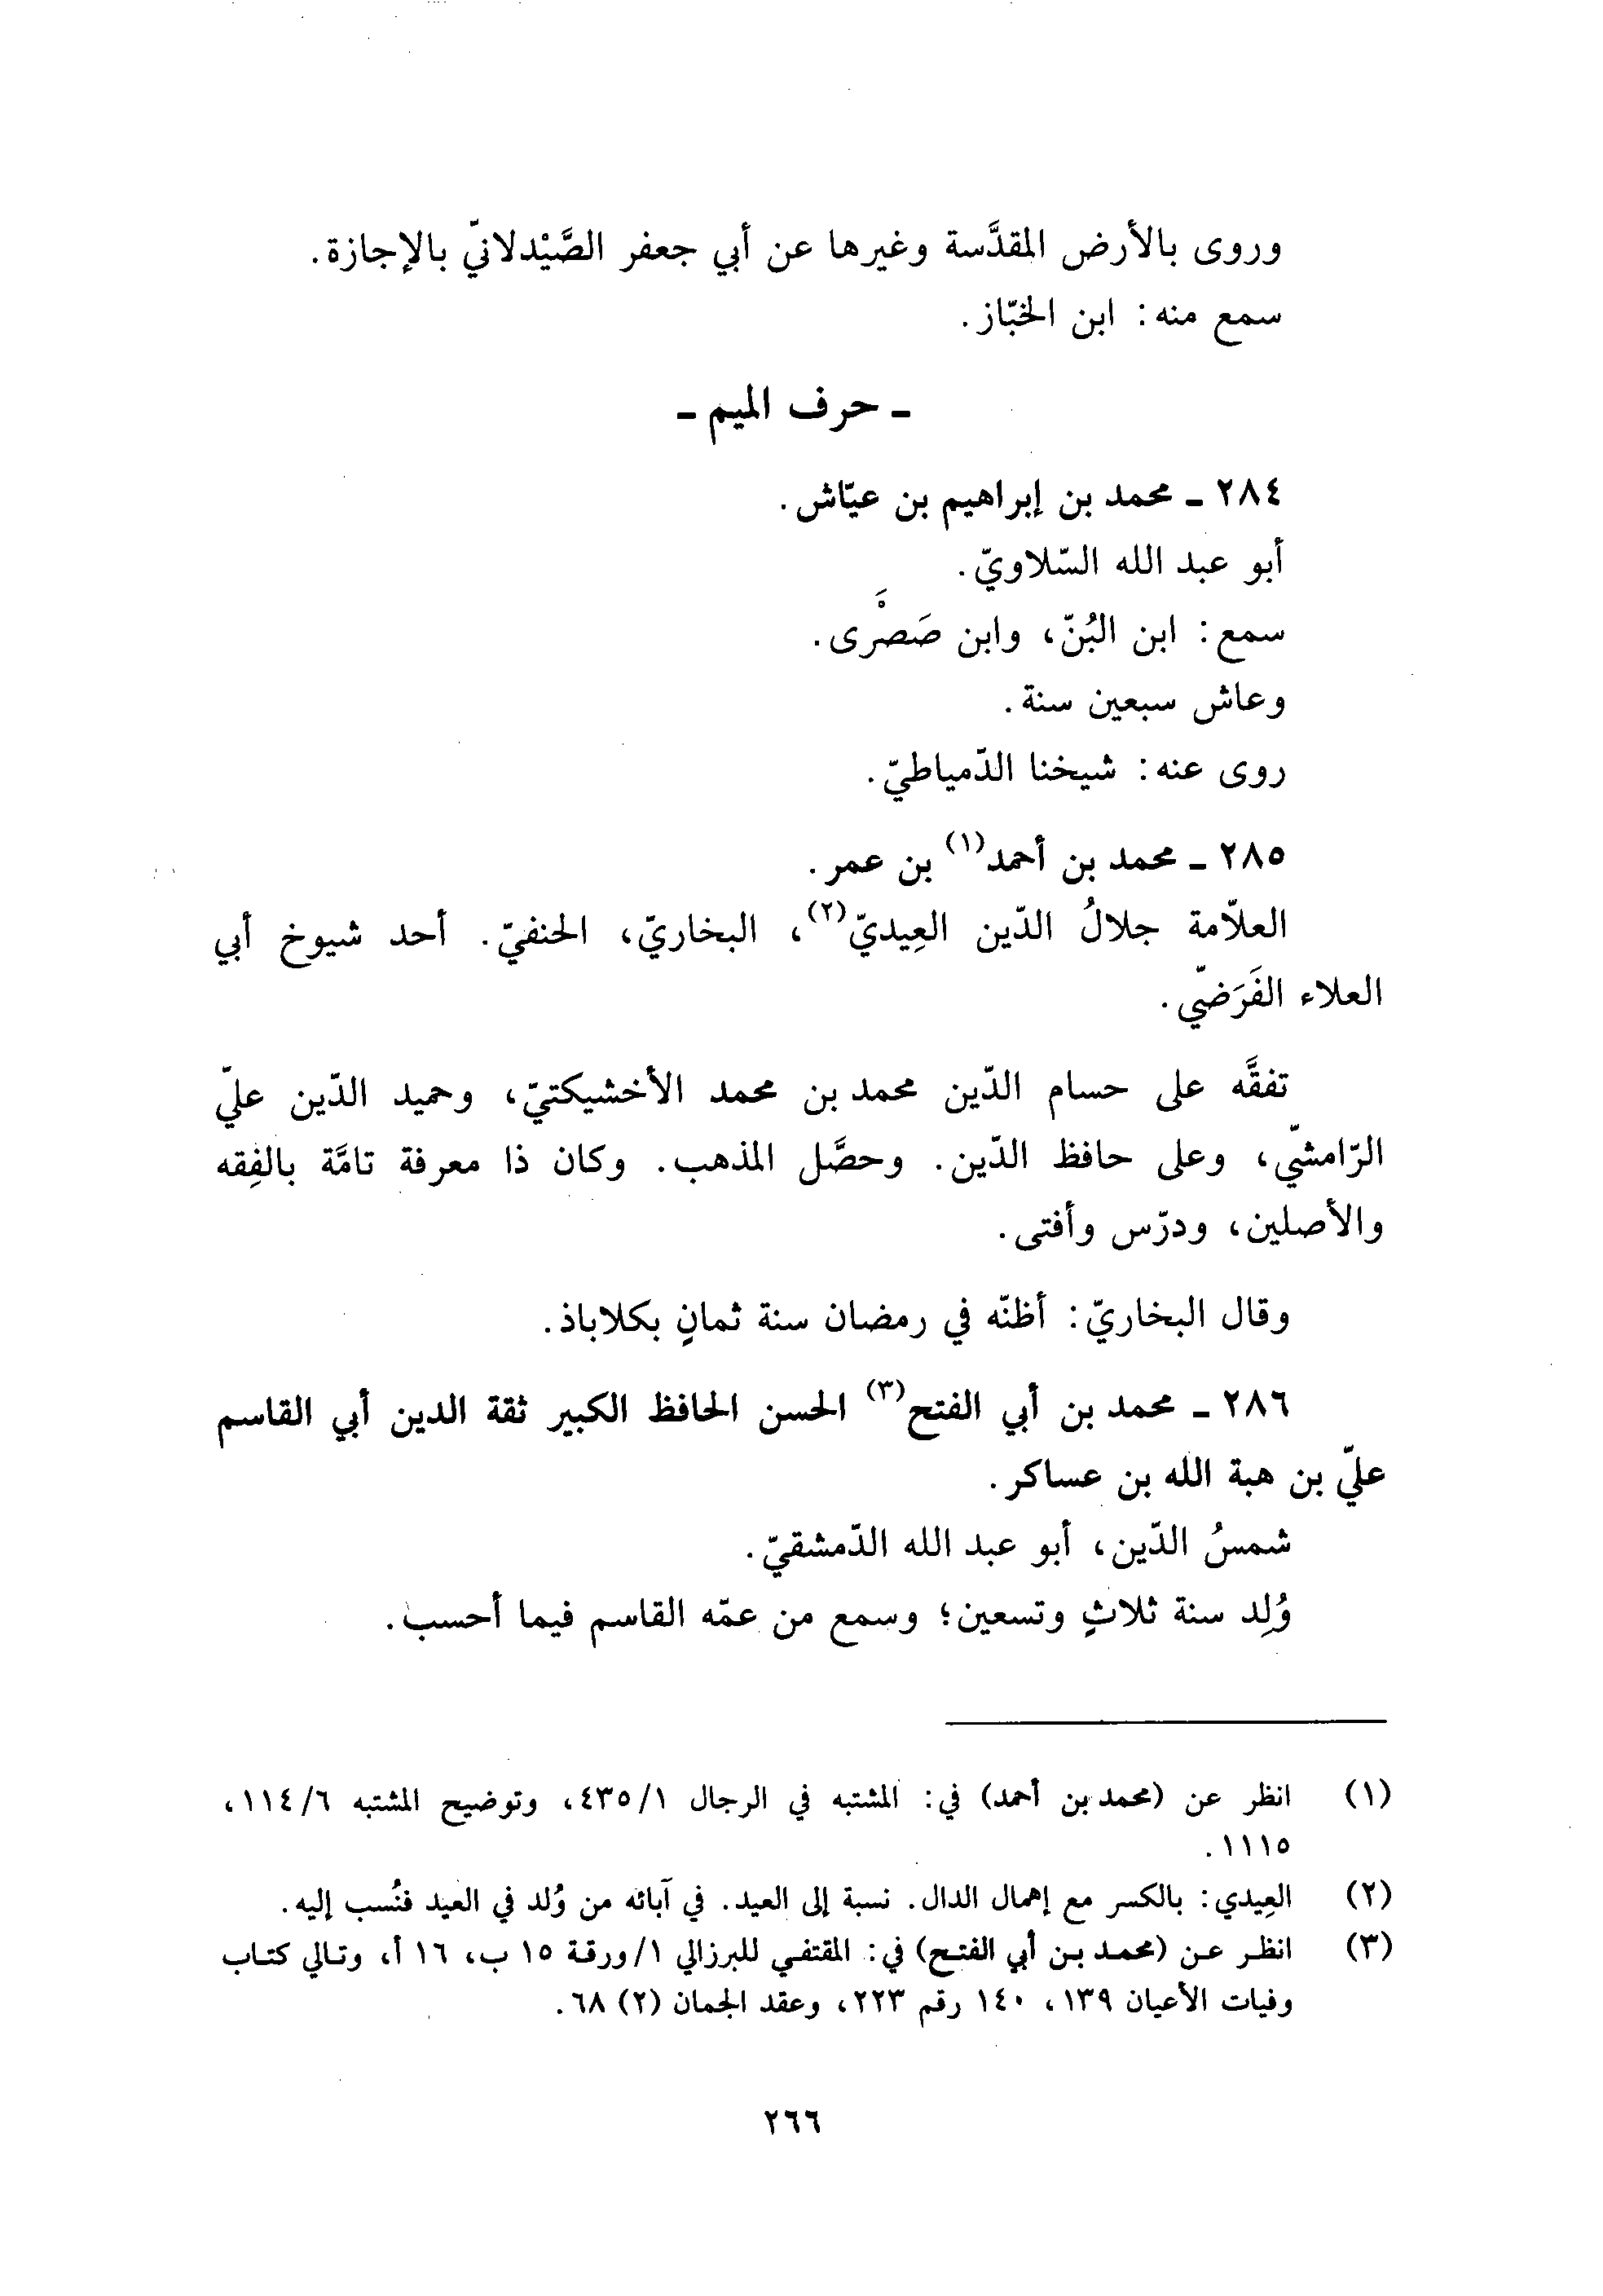 وروى بالأرض المقدَّسة وغيرها عن أبي جعفر الصَّيْدلانيّ بالإجازة.
سمع منه: ابن الخبّاز.
ـ حرف الميم ـ
٢٨٤ ـ محمد بن إبراهيم بن عيّاش.
أبو عبد الله السّلاويّ.
سمع: ابن البُنّ، وابن صَصْرَى.
وعاش سبعين سنة.
روى عنه: شيخنا الدّمياطيّ.
٢٨٥ ـ محمد بن أحمد(١) بن عمر.
العلاّمة جلالُ الدّين العِيديّ(٢)، البخاريّ، الحنفيّ. أحد شيوخ أبي
العلاء الفَرَضيّ.
تفقَّه على حسام الدّين محمد بن محمد الأخشيكتيّ، وحميد الدّين عليّ
الرّامشيّ، وعلى حافظ الدّين. وحصَّل المذهب. وكان ذا معرفة تامَّة بالفِقه
والأصلين، ودرّس وأفتى.
وقال البخاريّ: أظنّه في رمضان سنة ثمانٍ بكلاباذ.
٢٨٦ ـ محمد بن أبي الفتح(٣) الحسن الحافظ الكبير ثقة الدين أبي القاسم
عليّ بن هبة الله بن عساكر.
شمسُ الدّين، أبو عبد الله الدّمشقيّ.
وُلِد سنة ثلاثٍ وتسعين؛ وسمع من عمّه القاسم فيما أحسب.
(١) انظر عن (محمد بن أحمد) في: المشتبه في الرجال ١/٤٣٥، وتوضيح المشتبه ٦/١١٤،
١١١٥.
(٢) العِيدي: بالكسر مع إهمال الدال. نسبة إلى العيد. في آبائه من وُلد في العيد فنُسب إليه.
(٣) انظر عن (محمد بن أبي الفتح) في: المقتفي للبرزالي ١/ورقة ١٥ ب، ١٦ أ، وتالي كتاب
وفيات الأعيان ١٣٩، ١٤٠ رقم ٢٢٣، وعقد الجمان (٢) ٦٨.
٢٦٦